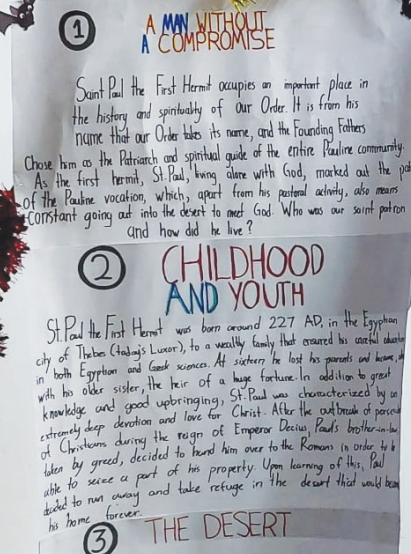 1
A MAN WITHOUT
A COMPROMISE
Saint Paul the First Hermit occupies an important place in
the history and spirituality of our Order. It is from his
name that our Order takes its name, and the Founding Fathers
Chose him as the Patriarch and spiritual guide of the entire Pauline community.
As the first hermit, St. Paul, living alone with God, marked out the
of the Pauline vocation, which, apart from his pastoral activity, also means
constant going out into the desert to meet God. Who was our saint patron
and how did he live?
2
CHILDHOOD
AND YOUTH
St. Paul the First Hermit was born around 227 AD, in the Egyptian
city of Thebes (today's Luxor), to a wealthy family that ensured his careful education
in both Egyptian and Greek sciences. At sixteen he lost his parents and became,
with his older sister, the heir of a huge fortune. In addition to great
knowledge and good upbringing, St. Paul was characterized by an
extremely deep devotion and love for Christ. After the outbreak of
of Christians during the reign of Emperor Decius, Paul's brother-in-law
taken by greed, decided to hand him over to the Romans in order to be
able to seize a part of his property. Upon learning of this, Paul
decided to run away and take refuge in the desert that would
his home forever.
3
THE DESERT